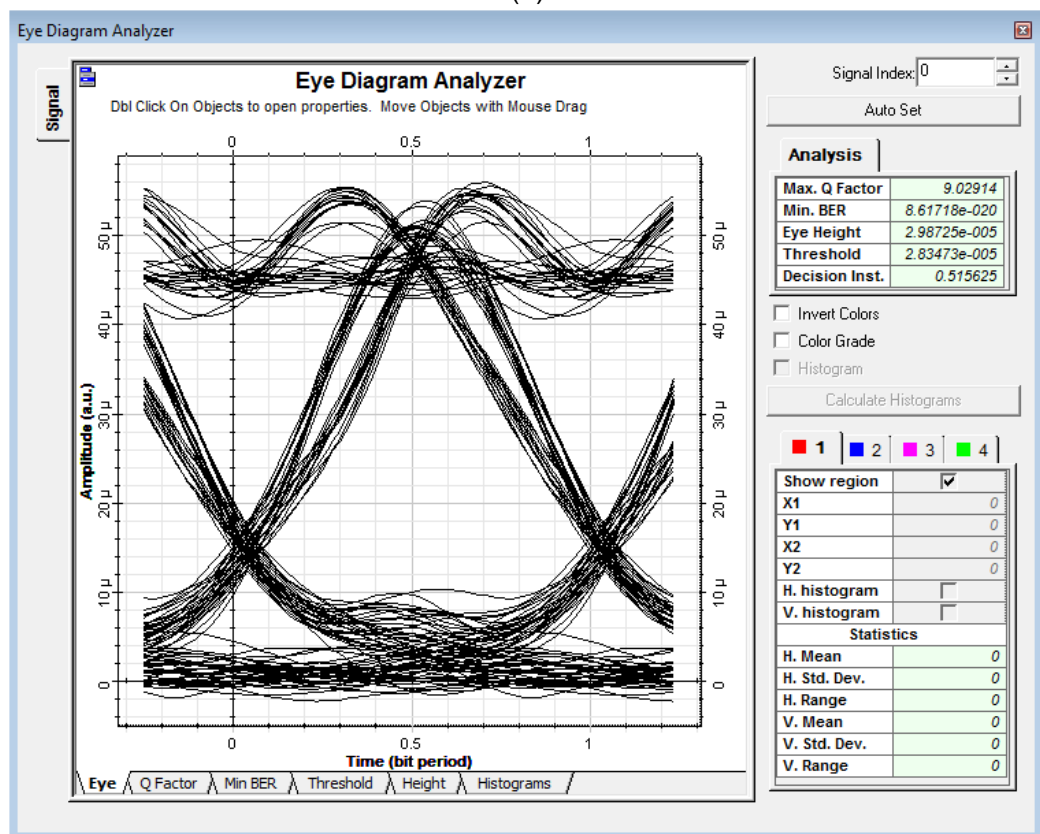 Eye Diagram Analyzer
Signal
Eye Diagram Analyzer
Dbl Click On Objects to open properties. Move Objects with Mouse Drag
0 0.5 1
50 µ 50 µ
40 µ 40 µ
30 µ 30 µ
20 µ 20 µ
10 µ 10 µ
0 0
Amplitude (a.u.)
0 0.5 1
Time (bit period)
Eye Q Factor Min BER Threshold Height Histograms
Signal Index: 0
Auto Set
Analysis
Max. Q Factor 9.02914
Min. BER 8.61718e-020
Eye Height 2.98725e-005
Threshold 2.83473e-005
Decision Inst. 0.515625
Invert Colors
Color Grade
Histogram
Calculate Histograms
1 2 3 4
Show region
X1 0
Y1 0
X2 0
Y2 0
H. histogram
V. histogram
Statistics
H. Mean 0
H. Std. Dev. 0
H. Range 0
V. Mean 0
V. Std. Dev. 0
V. Range 0